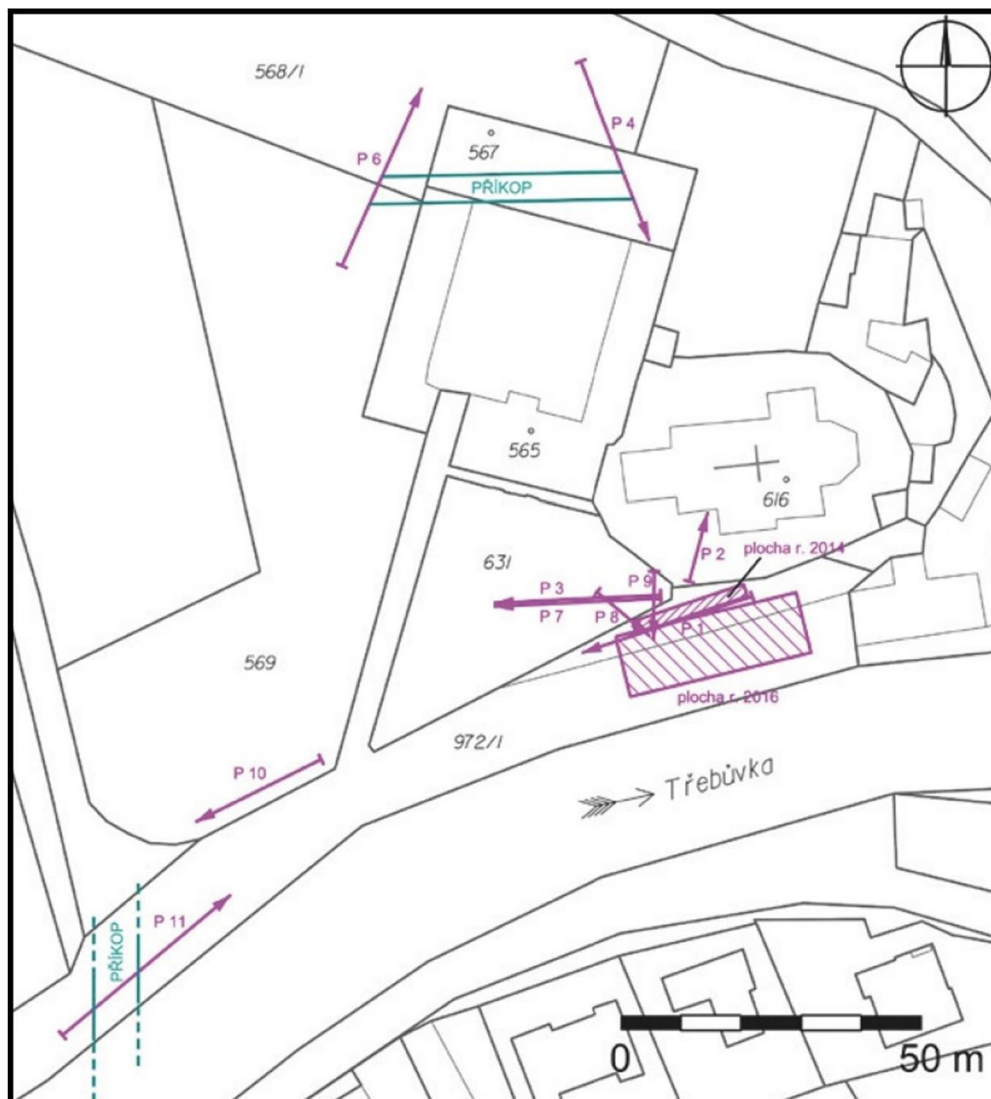 568/1
P 4
567
P 6
PŘÍKOP
565
616
P 2
plocha r. 2014
631
P 9
P 3
P 7
P 8
P 1
569
plocha r. 2016
972/1
P 10
Třebůvka
P 11
PŘÍKOP
0 50 m